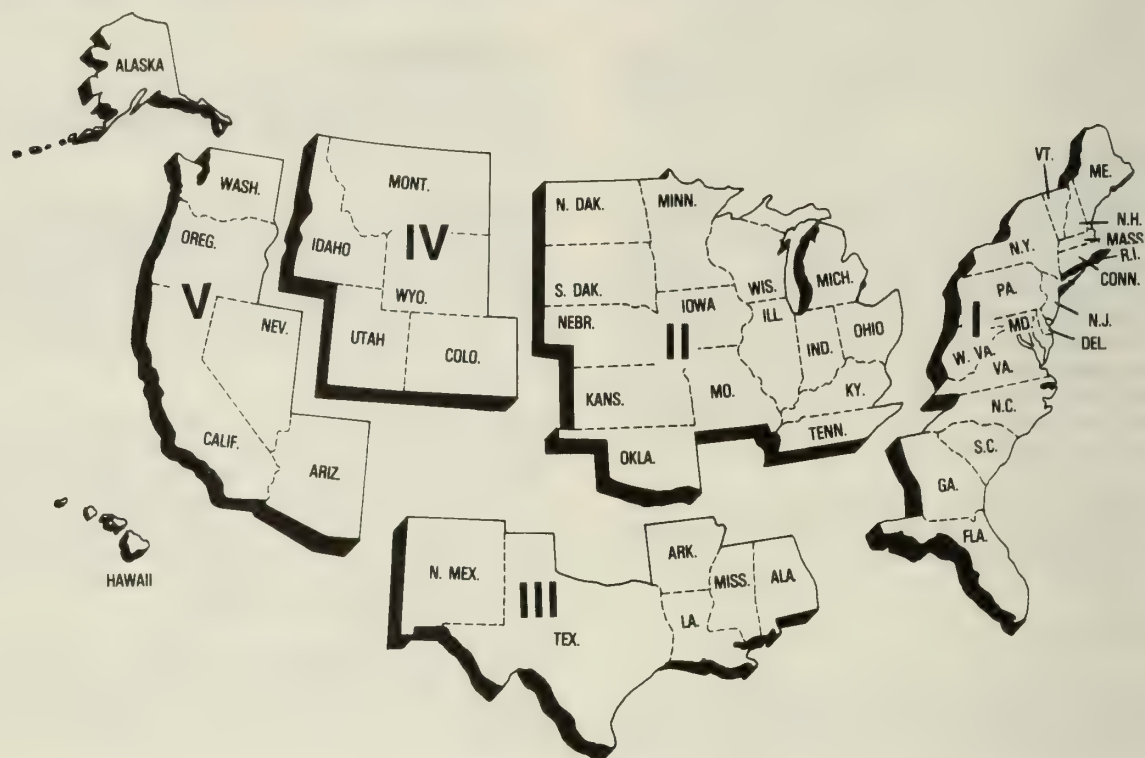 ALASKA
WASH.
OREG.
V
NEV.
CALIF.
ARIZ.
HAWAII
MONT.
IV
IDAHO
WYO.
UTAH
COLO.
N. DAK.
MINN.
S. DAK.
WIS.
MICH.
NEBR.
IOWA
II
ILL
IND.
OHIO
KANS.
MO.
KY.
TENN.
OKLA.
N. MEX.
III
TEX.
ARK.
LA.
MISS.
ALA.
VT.
ME.
N.H.
MASS
R.I.
CONN.
N.Y.
PA.
I
N.J.
MD.
DEL.
W. VA.
VA.
N.C.
S.C.
GA.
FLA.